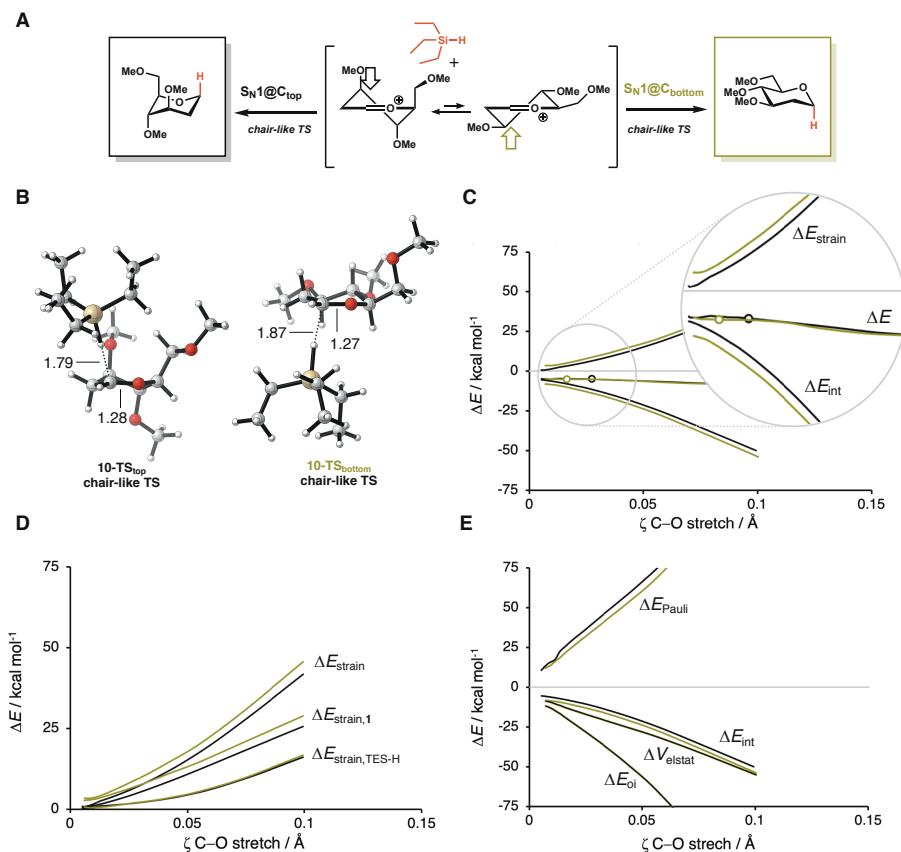 A
Si–H
+
MeO
OMe
MeO
H
MeO
OMe
SN1@Ctop
chair-like TS
O
⊕
OMe
OMe
MeO
OMe
O
⊕
SN1@Cbottom
chair-like TS
MeO
MeO
MeO
O
H
B
1.79
1.28
10-TStop
chair-like TS
1.87
1.27
10-TSbottom
chair-like TS
C
ΔE / kcal mol-1
75
50
25
0
-25
-50
-75
0
0.05
0.1
0.15
ζ C–O stretch / Å
ΔEstrain
ΔE
ΔEint
D
ΔE / kcal mol-1
75
50
25
0
0
0.05
0.1
0.15
ζ C–O stretch / Å
ΔEstrain
ΔEstrain,1
ΔEstrain,TES-H
E
ΔE / kcal mol-1
75
50
25
0
-25
-50
-75
0
0.05
0.1
0.15
ζ C–O strech / Å
ΔEPauli
ΔEint
ΔVelstat
ΔEoi